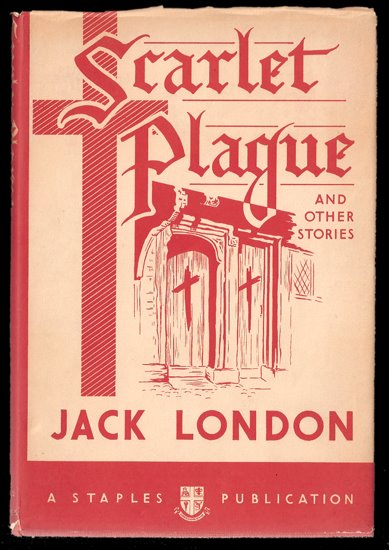 Scarlet
Plague
AND
OTHER
STORIES
JACK LONDON
A STAPLES PUBLICATION